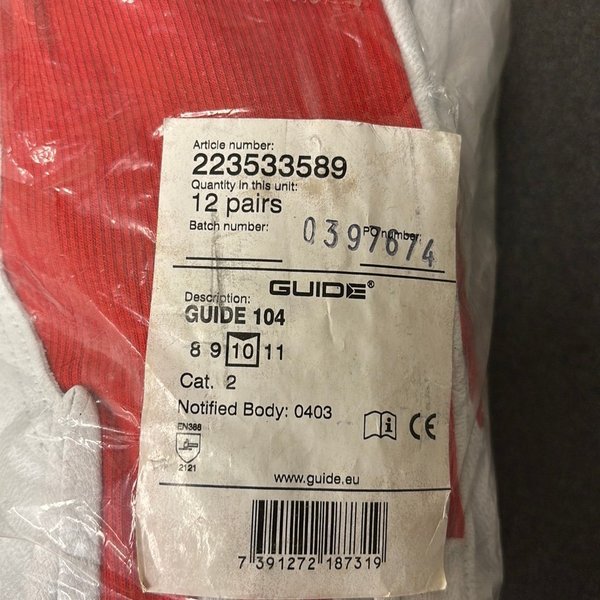 Article number:
223533589
Quantity in this unit:
12 pairs
Batch number: PO number:
0397674
GUIDE®
Description:
GUIDE 104
8 9 10 11
Cat. 2
Notified Body: 0403
EN388
2121
i CE
www.guide.eu
7 391272 187319